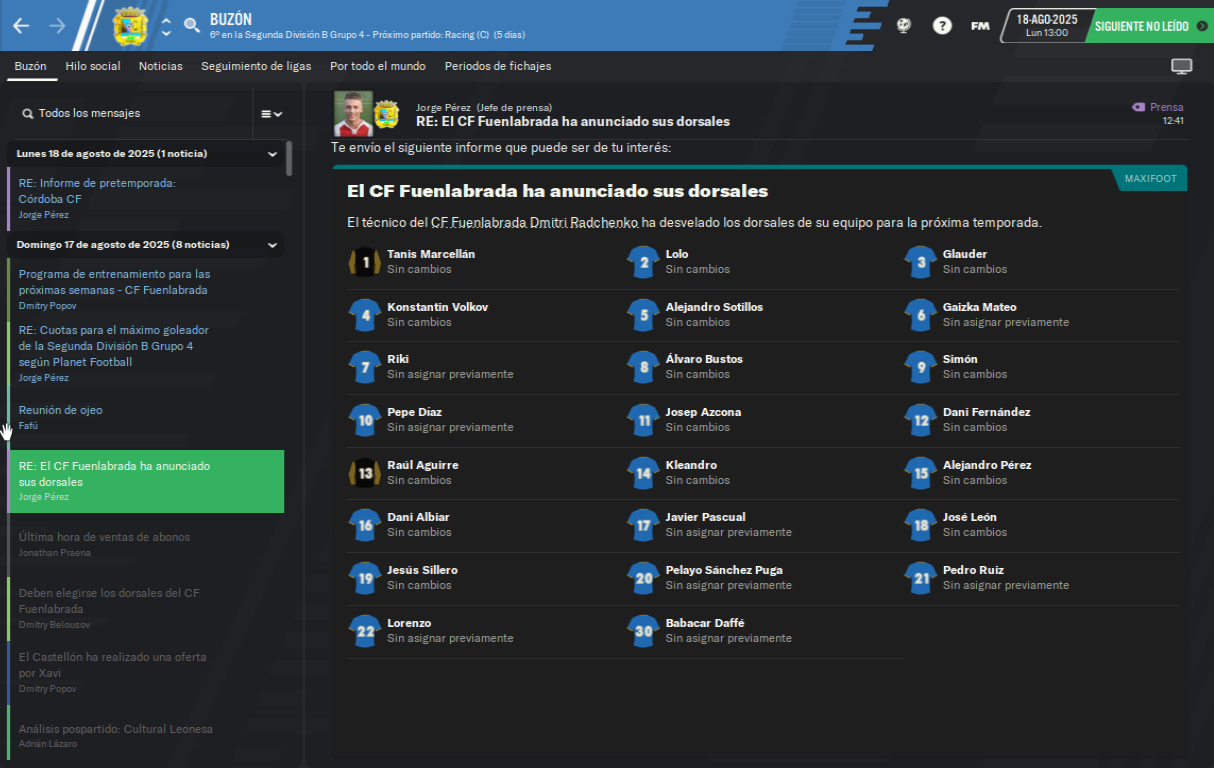 BUZÓN
6º en la Segunda División B Grupo 4 - Próximo partido: Racing (C) (5 días)
?
FM
18-AGO-2025
Lun 13:00
SIGUIENTE NO LEÍDO
Buzón Hilo social Noticias Seguimiento de ligas Por todo el mundo Periodos de fichajes
Todos los mensajes
Lunes 18 de agosto de 2025 (1 noticia)
RE: Informe de pretemporada:
Córdoba CF
Jorge Pérez
Domingo 17 de agosto de 2025 (8 noticias)
Programa de entrenamiento para las
próximas semanas - CF Fuenlabrada
Dmitry Popov
RE: Cuotas para el máximo goleador
de la Segunda División B Grupo 4
según Planet Football
Jorge Pérez
Reunión de ojeo
Fafú
RE: El CF Fuenlabrada ha anunciado
sus dorsales
Jorge Pérez
Última hora de ventas de abonos
Jonathan Praena
Deben elegirse los dorsales del CF
Fuenlabrada
Dmitry Belousov
El Castellón ha realizado una oferta
por Xavi
Dmitry Popov
Análisis pospartido: Cultural Leonesa
Adrián Lázaro
Jorge Pérez (Jefe de prensa)
RE: El CF Fuenlabrada ha anunciado sus dorsales
Prensa
12:41
Te envío el siguiente informe que puede ser de tu interés:
MAXIFOOT
El CF Fuenlabrada ha anunciado sus dorsales
El técnico del CF Fuenlabrada Dmitri Radchenko ha desvelado los dorsales de su equipo para la próxima temporada.
1 Tanis Marcellán
Sin cambios
2 Lolo
Sin cambios
3 Glauder
Sin cambios
4 Konstantin Volkov
Sin cambios
5 Alejandro Sotillos
Sin cambios
6 Gaizka Mateo
Sin asignar previamente
7 Riki
Sin asignar previamente
8 Álvaro Bustos
Sin cambios
9 Simón
Sin cambios
10 Pepe Díaz
Sin asignar previamente
11 Josep Azcona
Sin cambios
12 Dani Fernández
Sin cambios
13 Raúl Aguirre
Sin cambios
14 Kleandro
Sin cambios
15 Alejandro Pérez
Sin cambios
16 Dani Albiar
Sin cambios
17 Javier Pascual
Sin asignar previamente
18 José León
Sin cambios
19 Jesús Sillero
Sin cambios
20 Pelayo Sánchez Puga
Sin asignar previamente
21 Pedro Ruiz
Sin asignar previamente
22 Lorenzo
Sin asignar previamente
30 Babacar Daffé
Sin asignar previamente